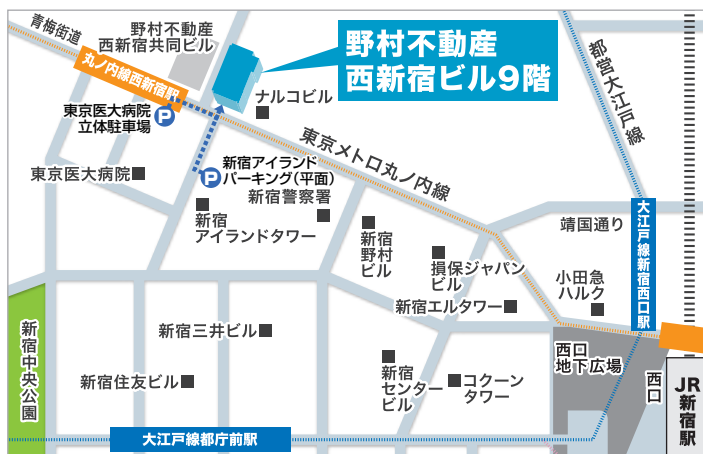 青梅街道
野村不動産
西新宿共同ビル
野村不動産
西新宿ビル9階
都営大江戸線
丸ノ内線西新宿駅
ナルコビル
東京医大病院
立体駐車場
P
東京メトロ丸ノ内線
東京医大病院
P
新宿アイランド
パーキング(平面)
新宿警察署
新宿
アイランドタワー
新宿
野村
ビル
靖国通り
大江戸線新宿西口駅
損保ジャパン
ビル
小田急
ハルク
新宿エルタワー
新宿中央公園
新宿三井ビル
新宿住友ビル
新宿
センター
ビル
コクーン
タワー
西口
地下広場
西口
JR新宿駅
大江戸線都庁前駅